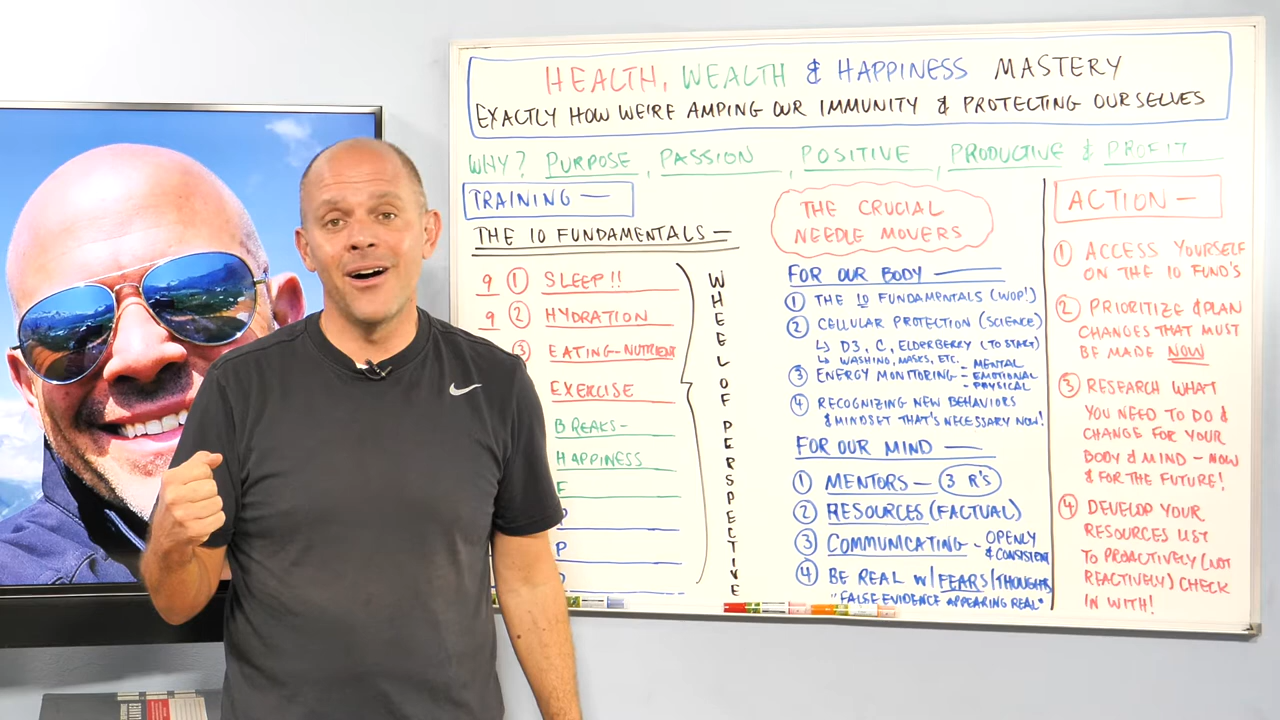 HEALTH, WEALTH & HAPPINESS MASTERY
EXACTLY HOW WE'RE AMPING OUR IMMUNITY & PROTECTING OURSELVES
WHY? PURPOSE, PASSION, POSITIVE, PRODUCTIVE & PROFIT
TRAINING —
THE 10 FUNDAMENTALS —
9 1 SLEEP!!
9 2 HYDRATION
3 EATING - NUTRIENT
EXERCISE
BREAKS -
HAPPINESS
F
P
WHEEL OF PERSPECTIVE
THE CRUCIAL
NEEDLE MOVERS
FOR OUR BODY —
1 THE 10 FUNDAMENTALS (WOP!)
2 CELLULAR PROTECTION (SCIENCE)
↳ D3, C, ELDERBERRY (TO START)
↳ WASHING, MASKS, ETC.
3 ENERGY MONITORING - MENTAL
- EMOTIONAL
- PHYSICAL
4 RECOGNIZING NEW BEHAVIORS
& MINDSET THAT'S NECESSARY NOW!
FOR OUR MIND —
1 MENTORS — 3 R'S
2 RESOURCES (FACTUAL)
3 COMMUNICATING - OPENLY
& CONSISTENT
4 BE REAL W/FEARS/THOUGHTS
"FALSE EVIDENCE APPEARING REAL"
ACTION —
1 ACCESS YOURSELF
ON THE 10 FUND'S
2 PRIORITIZE & PLAN
CHANGES THAT MUST
BE MADE NOW
3 RESEARCH WHAT
YOU NEED TO DO &
CHANGE FOR YOUR
BODY & MIND - NOW
& FOR THE FUTURE!
4 DEVELOP YOUR
RESOURCES LIST
TO PROACTIVELY (NOT
REACTIVELY) CHECK
IN WITH!